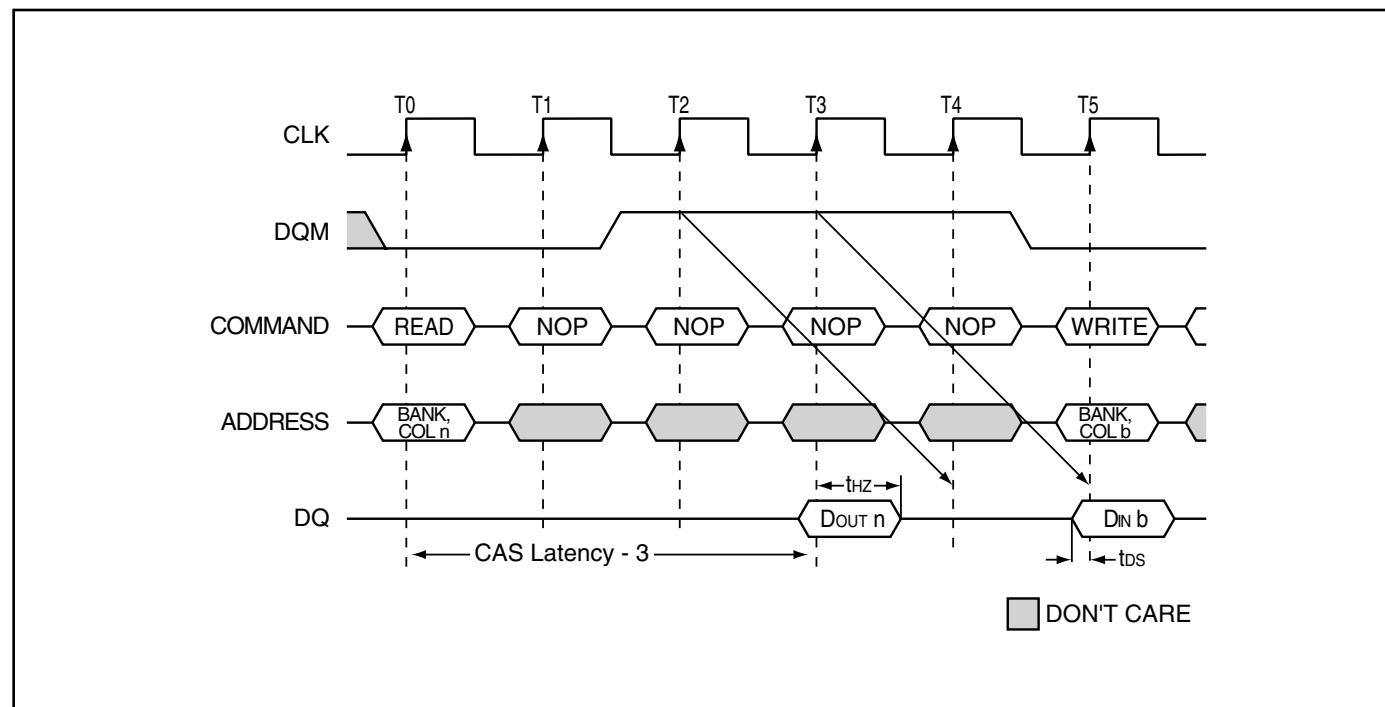 T0 T1 T2 T3 T4 T5
CLK
DQM
COMMAND READ NOP NOP NOP NOP WRITE
ADDRESS BANK, COL n BANK, COL b
tHZ
DQ DOUT n DIN b
CAS Latency - 3 tDS
DON'T CARE